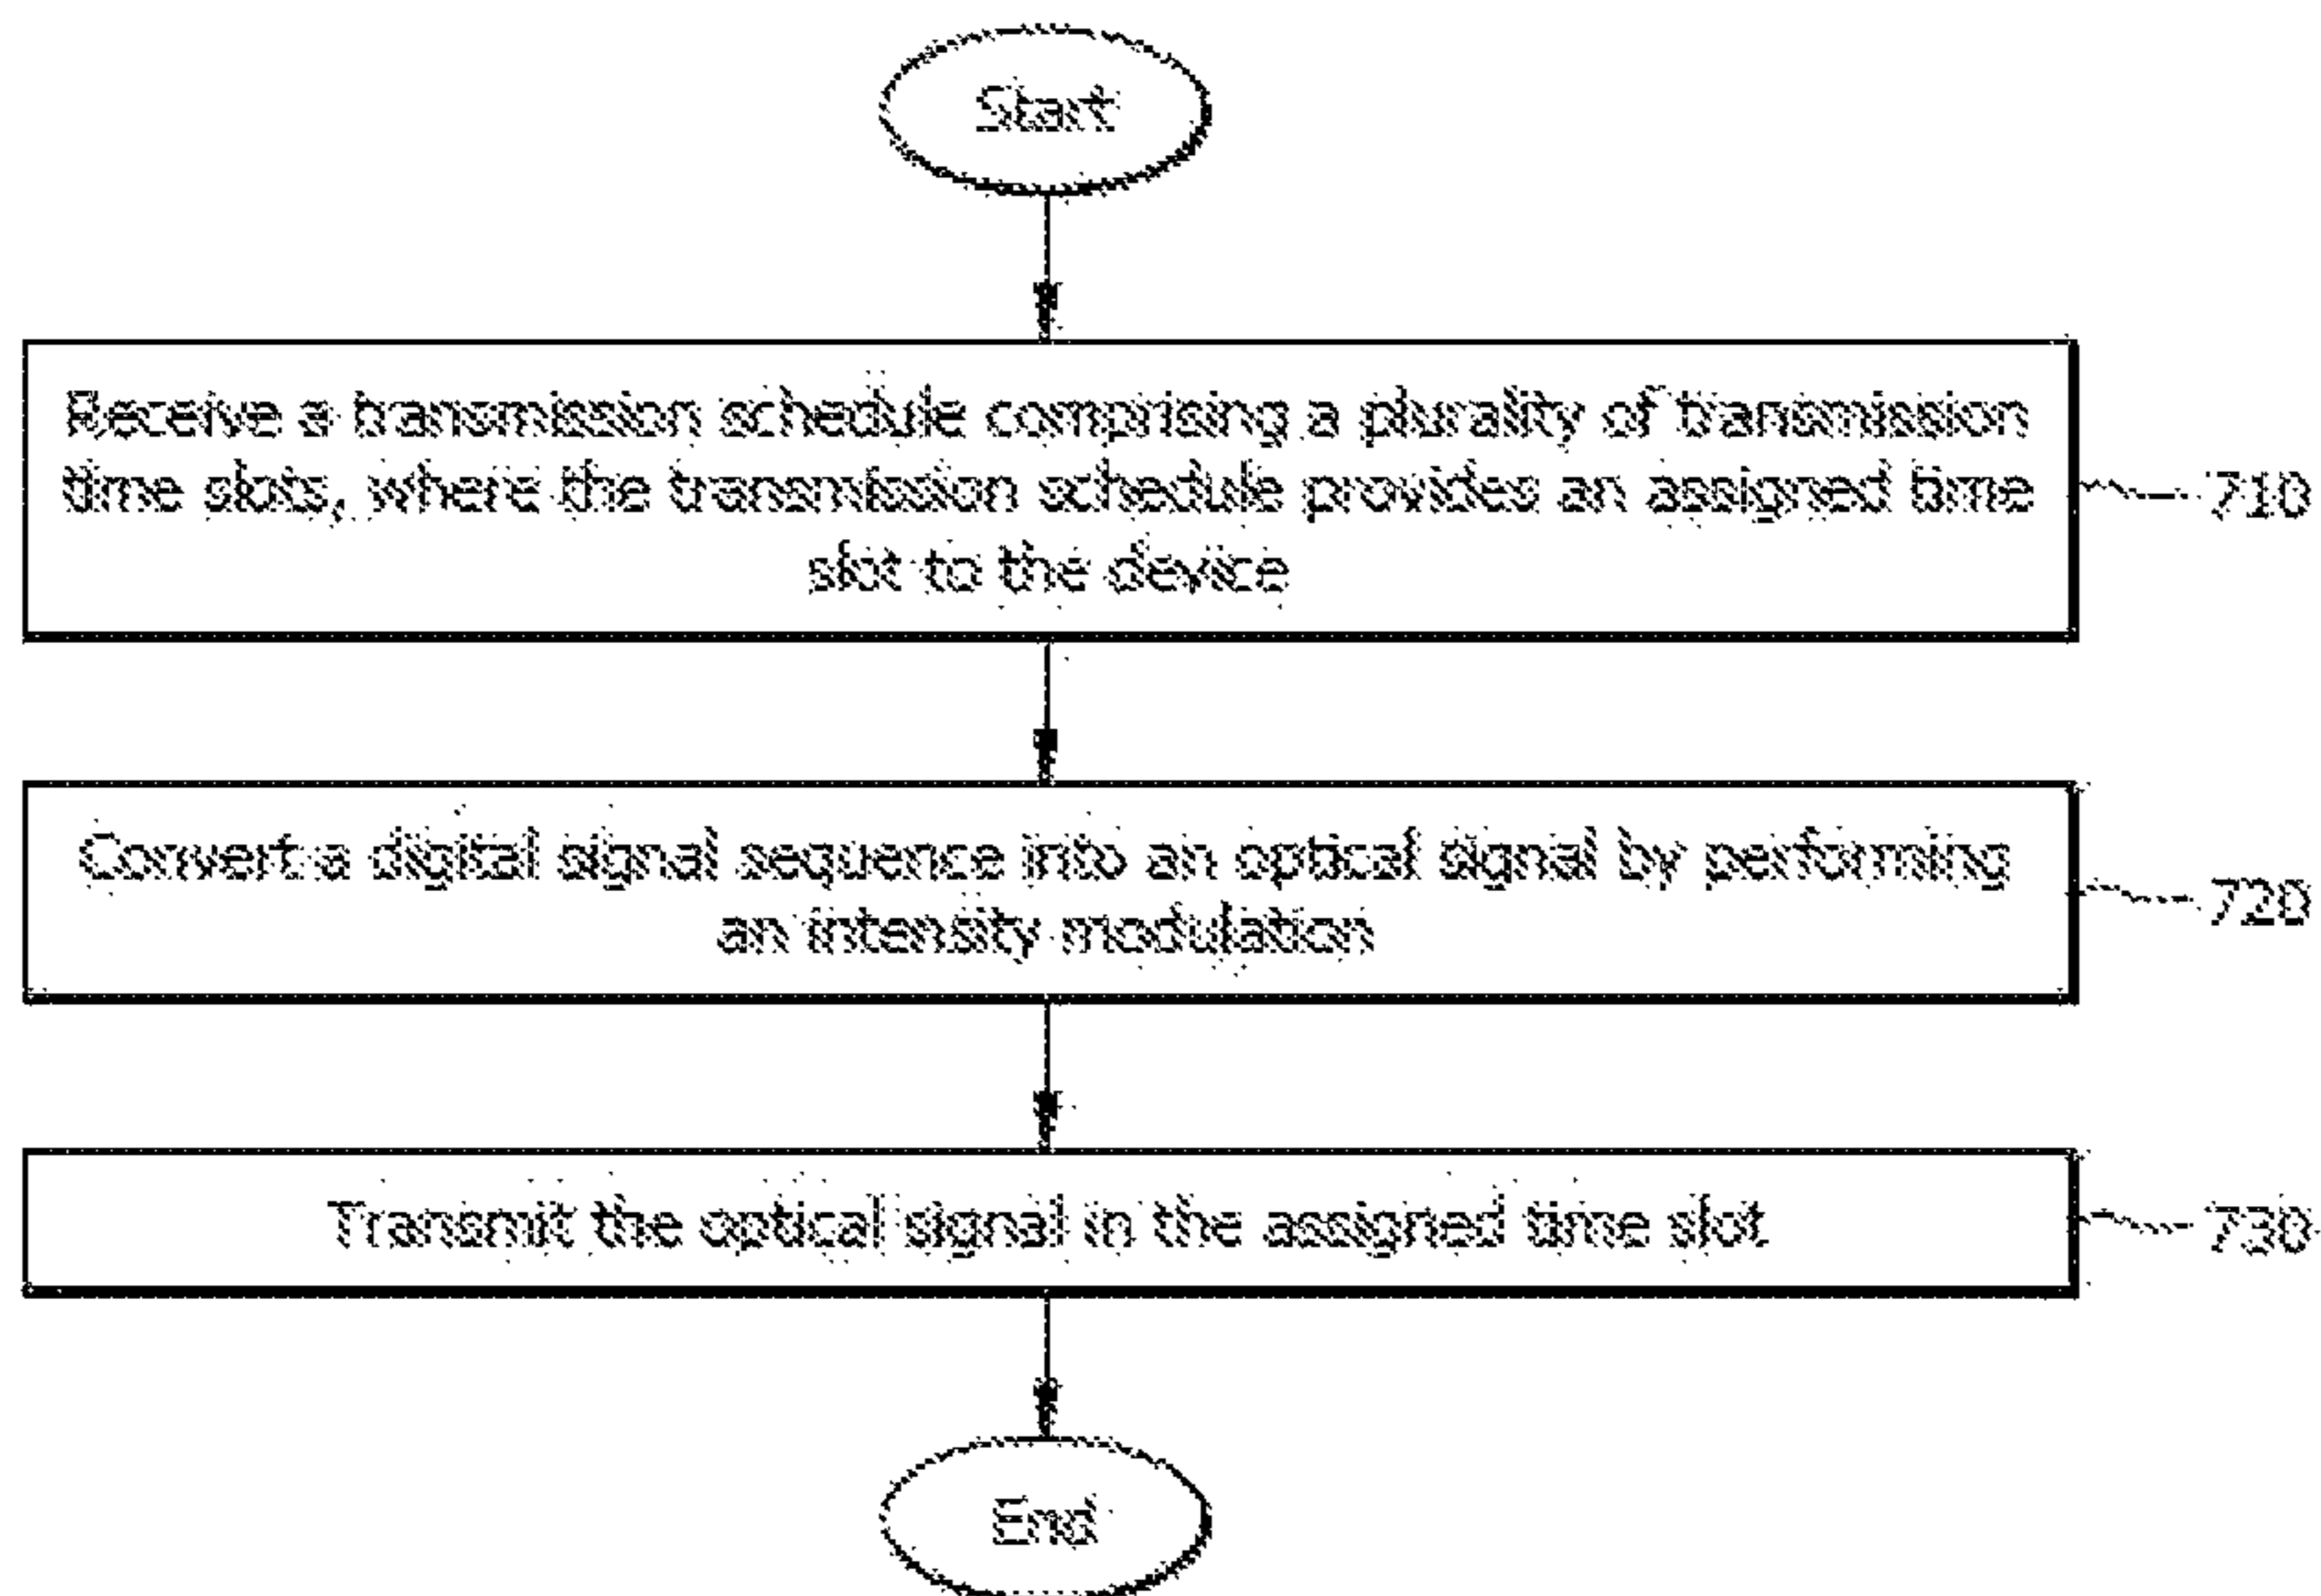 Start
Receive a transmission schedule comprising a plurality of transmission
time slots, where the transmission schedule provides an assigned time
slot to the device
710
Convert a digital signal sequence into an optical signal by performing
an intensity modulation
720
Transmit the optical signal in the assigned time slot
730
End